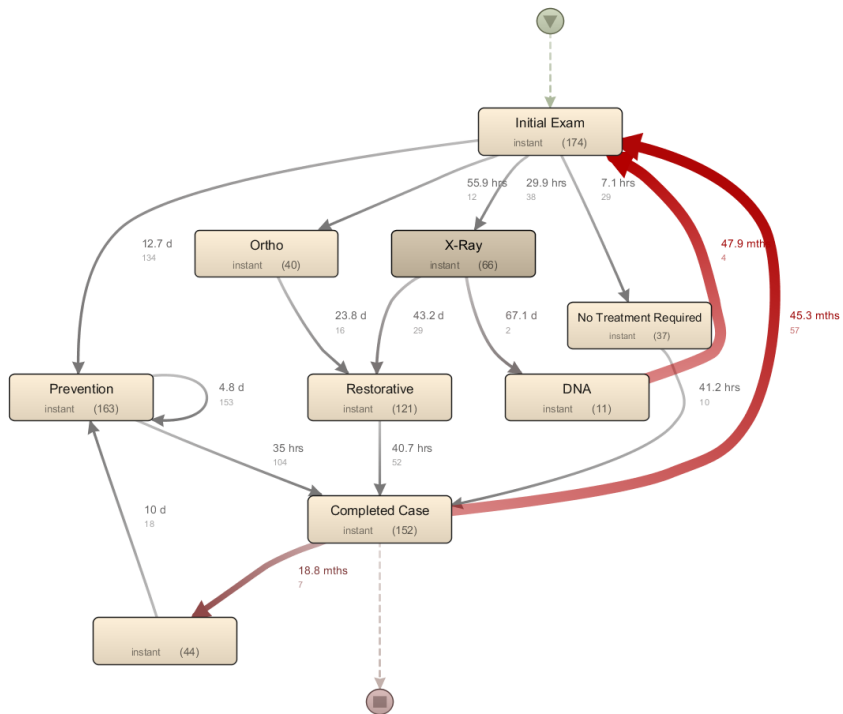 Initial Exam
instant (174)
55.9 hrs
12
29.9 hrs
38
7.1 hrs
29
12.7 d
134
Ortho
instant (40)
X-Ray
instant (66)
47.9 mths
4
23.8 d
16
43.2 d
29
67.1 d
2
No Treatment Required
instant (37)
45.3 mths
57
Prevention
instant (163)
4.8 d
153
Restorative
instant (121)
DNA
instant (11)
41.2 hrs
10
35 hrs
104
40.7 hrs
52
Completed Case
instant (152)
10 d
18
18.8 mths
7
instant (44)